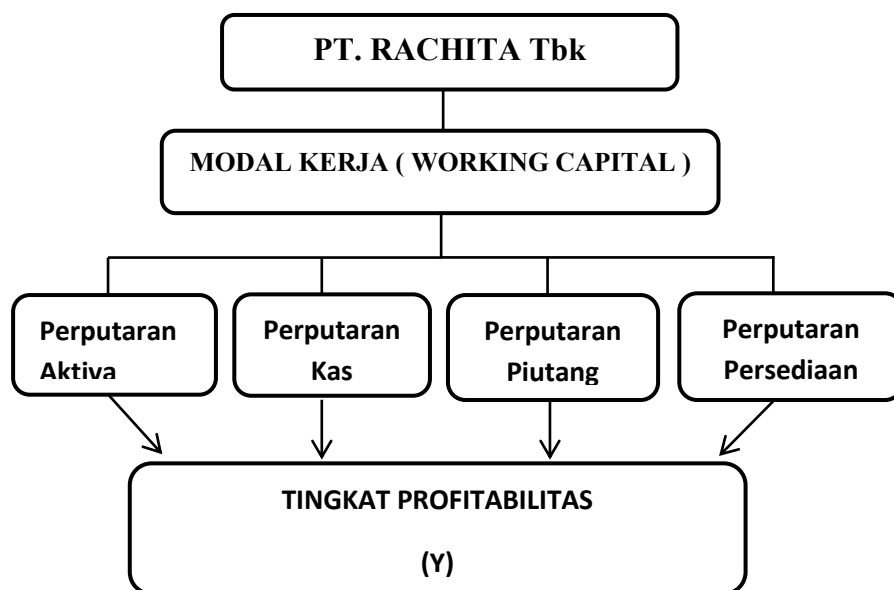 PT. RACHITA Tbk
MODAL KERJA ( WORKING CAPITAL )
Perputaran
Aktiva
Perputaran
Kas
Perputaran
Piutang
Perputaran
Persediaan
TINGKAT PROFITABILITAS
(Y)